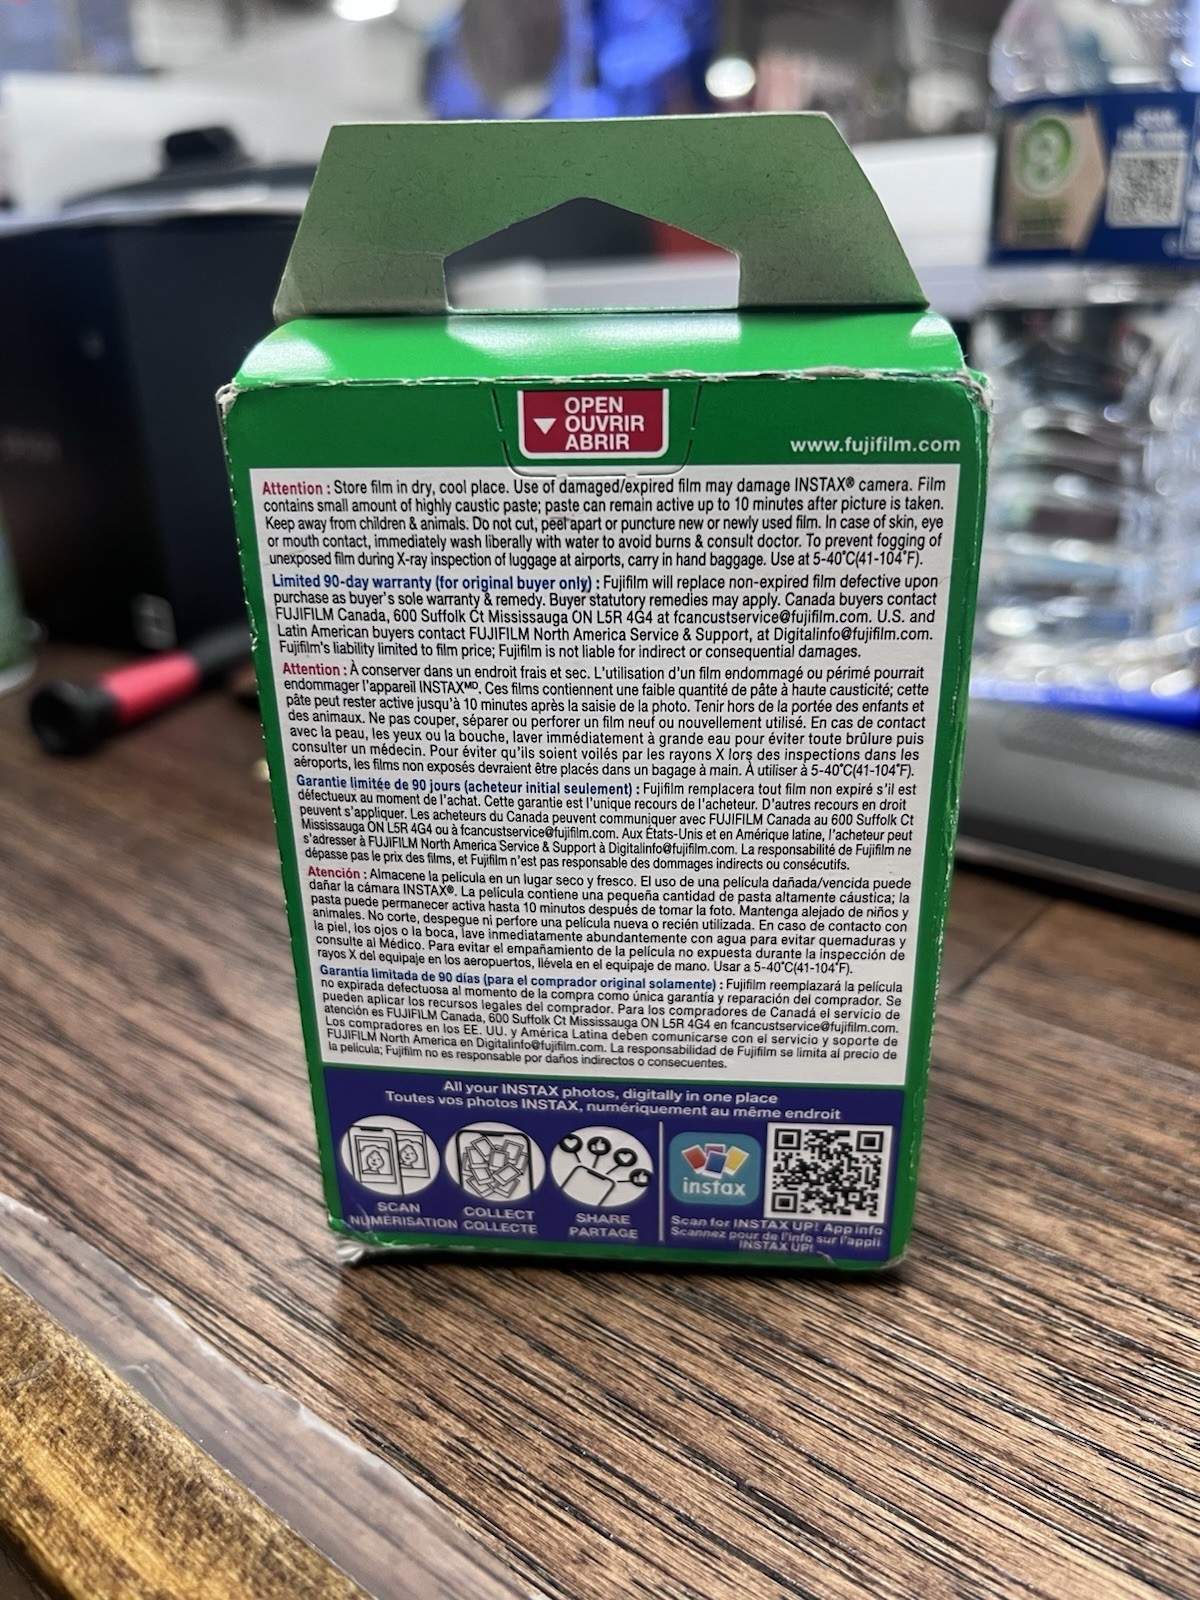 OPEN
OUVRIR
ABRIR
www.fujifilm.com
Attention : Store film in dry, cool place. Use of damaged/expired film may damage INSTAX® camera. Film
contains small amount of highly caustic paste; paste can remain active up to 10 minutes after picture is taken.
Keep away from children & animals. Do not cut, peel apart or puncture new or newly used film. In case of skin, eye
or mouth contact, immediately wash liberally with water to avoid burns & consult doctor. To prevent fogging of
unexposed film during X-ray inspection of luggage at airports, carry in hand baggage. Use at 5-40°C(41-104°F).
Limited 90-day warranty (for original buyer only) : Fujifilm will replace non-expired film defective upon
purchase as buyer's sole warranty & remedy. Buyer statutory remedies may apply. Canada buyers contact
FUJIFILM Canada, 600 Suffolk Ct Mississauga ON L5R 4G4 at fcancustservice@fujifilm.com. U.S. and
Latin American buyers contact FUJIFILM North America Service & Support, at Digitalinfo@fujifilm.com.
Fujifilm's liability limited to film price; Fujifilm is not liable for indirect or consequential damages.
Attention : À conserver dans un endroit frais et sec. L'utilisation d'un film endommagé ou périmé pourrait
endommager l'appareil INSTAXᴹᴰ. Ces films contiennent une faible quantité de pâte à haute causticité; cette
pâte peut rester active jusqu'à 10 minutes après la saisie de la photo. Tenir hors de la portée des enfants et
des animaux. Ne pas couper, séparer ou perforer un film neuf ou nouvellement utilisé. En cas de contact
avec la peau, les yeux ou la bouche, laver immédiatement à grande eau pour éviter toute brûlure puis
consulter un médecin. Pour éviter qu'ils soient voilés par les rayons X lors des inspections dans les
aéroports, les films non exposés devraient être placés dans un bagage à main. À utiliser à 5-40°C(41-104°F).
Garantie limitée de 90 jours (acheteur initial seulement) : Fujifilm remplacera tout film non expiré s'il est
défectueux au moment de l'achat. Cette garantie est l'unique recours de l'acheteur. D'autres recours en droit
peuvent s'appliquer. Les acheteurs du Canada peuvent communiquer avec FUJIFILM Canada au 600 Suffolk Ct
Mississauga ON L5R 4G4 ou à fcancustservice@fujifilm.com. Aux États-Unis et en Amérique latine, l'acheteur peut
s'adresser à FUJIFILM North America Service & Support à Digitalinfo@fujifilm.com. La responsabilité de Fujifilm ne
dépasse pas le prix des films, et Fujifilm n'est pas responsable des dommages indirects ou consécutifs.
Atención : Almacene la película en un lugar seco y fresco. El uso de una película dañada/vencida puede
dañar la cámara INSTAX®. La película contiene una pequeña cantidad de pasta altamente cáustica; la
pasta puede permanecer activa hasta 10 minutos después de tomar la foto. Mantenga alejado de niños y
animales. No corte, despegue ni perfore una película nueva o recién utilizada. En caso de contacto con
la piel, los ojos o la boca, lave inmediatamente abundantemente con agua para evitar quemaduras y
consulte al Médico. Para evitar el empañamiento de la película no expuesta durante la inspección de
rayos X del equipaje en los aeropuertos, llévela en el equipaje de mano. Usar a 5-40°C(41-104°F).
Garantía limitada de 90 días (para el comprador original solamente) : Fujifilm reemplazará la película
no expirada defectuosa al momento de la compra como única garantía y reparación del comprador. Se
pueden aplicar los recursos legales del comprador. Para los compradores de Canadá el servicio de
atención es FUJIFILM Canada, 600 Suffolk Ct Mississauga ON L5R 4G4 en fcancustservice@fujifilm.com.
Los compradores en los EE. UU. y América Latina deben comunicarse con el servicio y soporte de
FUJIFILM North America en Digitalinfo@fujifilm.com. La responsabilidad de Fujifilm se limita al precio de
la película; Fujifilm no es responsable por daños indirectos o consecuentes.
All your INSTAX photos, digitally in one place
Toutes vos photos INSTAX, numériquement au même endroit
SCAN
NUMÉRISATION
COLLECT
COLLECTE
SHARE
PARTAGE
instax
Scan for INSTAX UP! App info
Scannez pour de l'info sur l'appli
INSTAX UP!